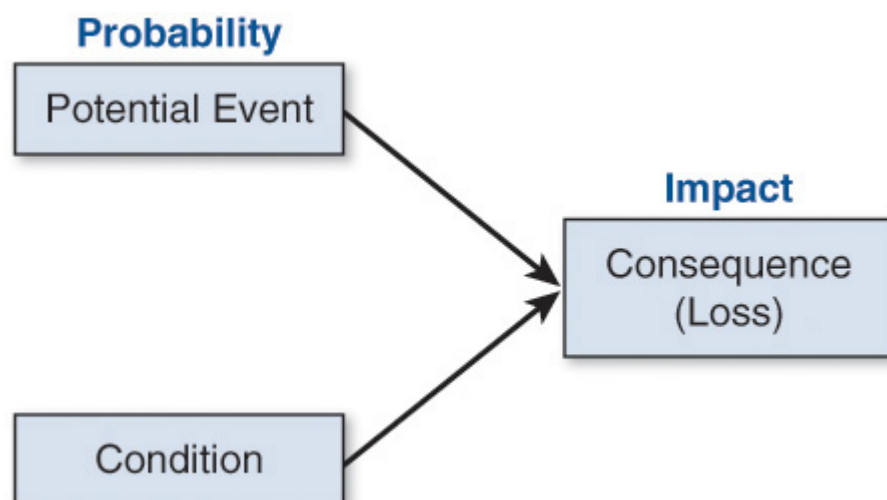 Probability
Potential Event
Impact
Consequence
(Loss)
Condition